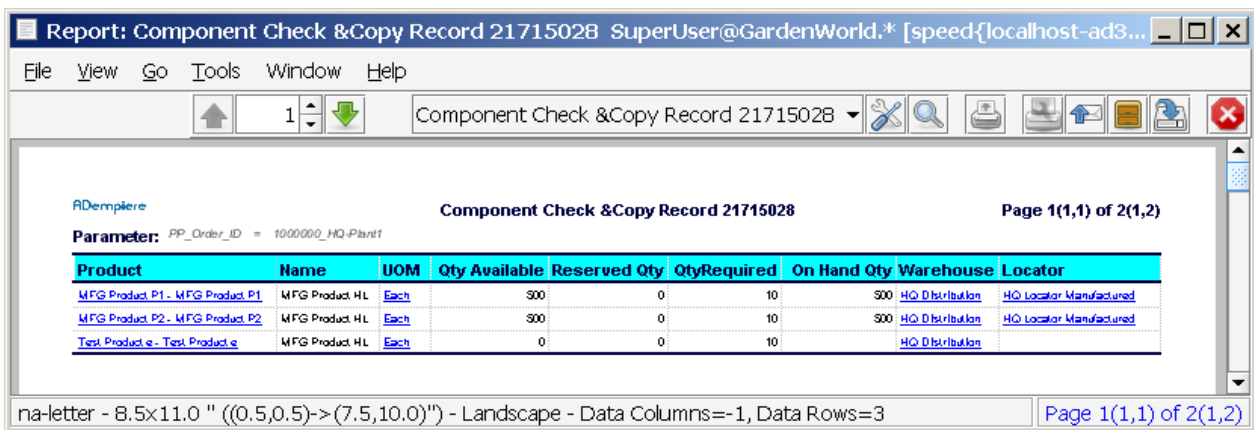 Report: Component Check &Copy Record 21715028 SuperUser@GardenWorld.* [speed{localhost-ad3...
File View Go Tools Window Help
1 Component Check &Copy Record 21715028
ADempiere Component Check &Copy Record 21715028 Page 1(1,1) of 2(1,2)
Parameter: PP_Order_ID = 1000000_HQ-Plant1
Product Name UOM Qty Available Reserved Qty QtyRequired On Hand Qty Warehouse Locator
MFG Product P1 - MFG Product P1 MFG Product HL Each 500 0 10 500 HQ Distribution HQ Locator Manufactured
MFG Product P2 - MFG Product P2 MFG Product HL Each 500 0 10 500 HQ Distribution HQ Locator Manufactured
Test Product e - Test Product e MFG Product HL Each 0 0 10 HQ Distribution
na-letter - 8.5x11.0 " ((0.5,0.5)->(7.5,10.0)") - Landscape - Data Columns=-1, Data Rows=3 Page 1(1,1) of 2(1,2)